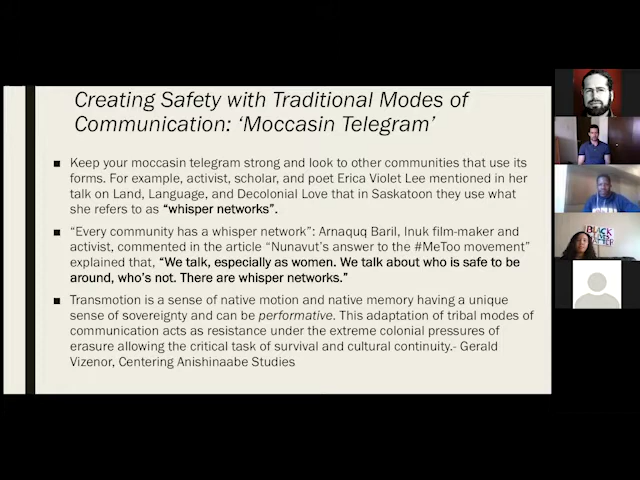 Creating Safety with Traditional Modes of
Communication: ‘Moccasin Telegram’
■ Keep your moccasin telegram strong and look to other communities that use its
forms. For example, activist, scholar, and poet Erica Violet Lee mentioned in her
talk on Land, Language, and Decolonial Love that in Saskatoon they use what
she refers to as “whisper networks”.
■ “Every community has a whisper network”: Arnaquq Baril, Inuk film-maker and
activist, commented in the article “Nunavut’s answer to the #MeToo movement”
explained that, “We talk, especially as women. We talk about who is safe to be
around, who’s not. There are whisper networks.”
■ Transmotion is a sense of native motion and native memory having a unique
sense of sovereignty and can be performative. This adaptation of tribal modes of
communication acts as resistance under the extreme colonial pressures of
erasure allowing the critical task of survival and cultural continuity.- Gerald
Vizenor, Centering Anishinaabe Studies
BLACK
LIVES
MATTER